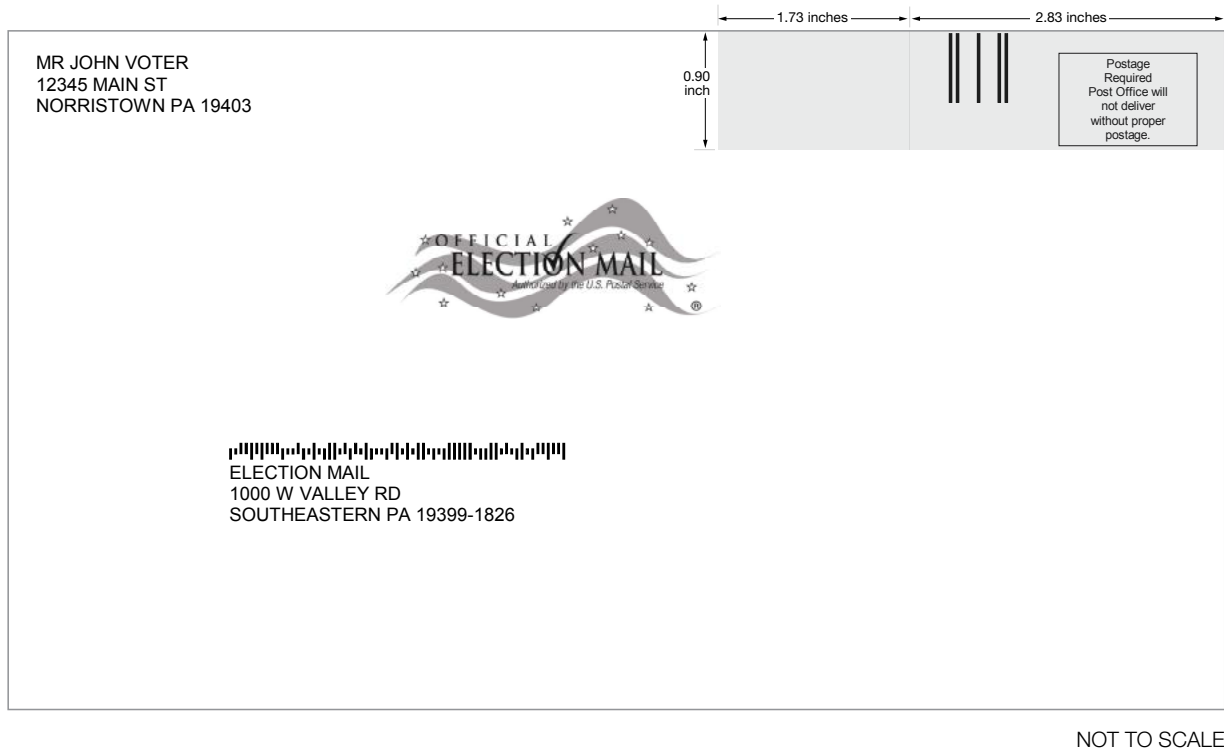 1.73 inches
2.83 inches
MR JOHN VOTER
12345 MAIN ST
NORRISTOWN PA 19403
0.90
inch
Postage
Required
Post Office will
not deliver
without proper
postage.
OFFICIAL
ELECTION MAIL
Authorized by the U.S. Postal Service
®
ELECTION MAIL
1000 W VALLEY RD
SOUTHEASTERN PA 19399-1826
NOT TO SCALE